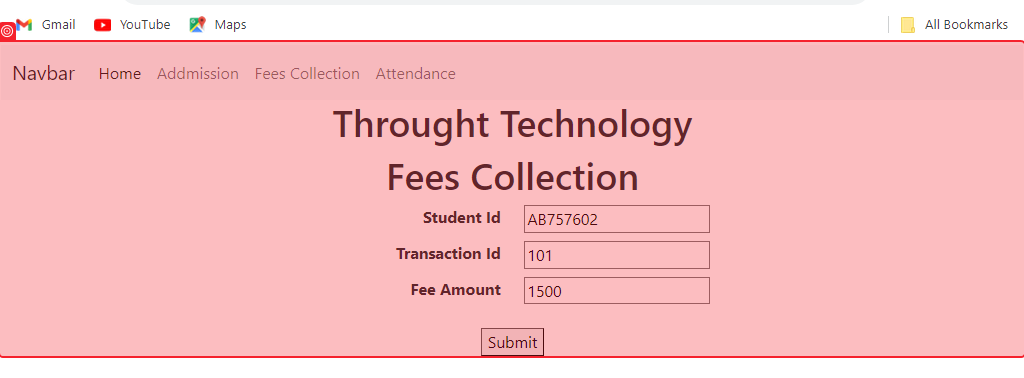 Gmail YouTube Maps All Bookmarks
Navbar Home Addmission Fees Collection Attendance
Throught Technology
Fees Collection
Student Id AB757602
Transaction Id 101
Fee Amount 1500
Submit